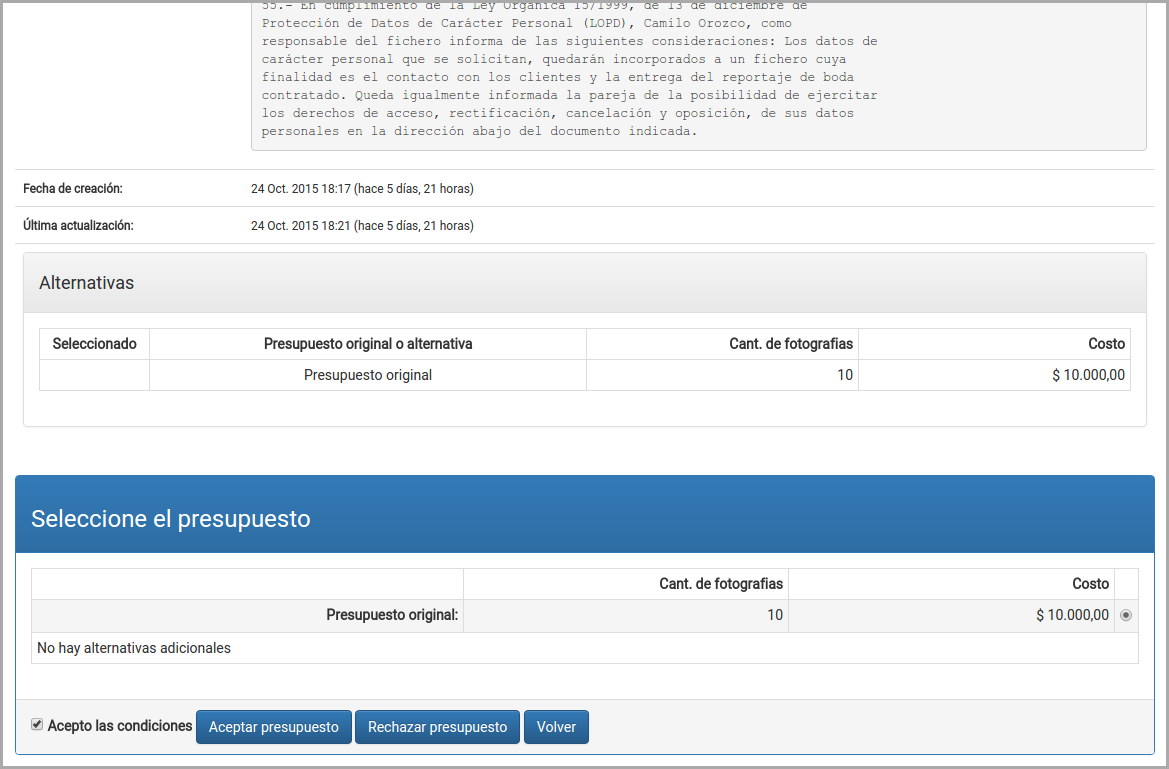 55.- En cumplimiento de la Ley Orgánica 15/1999, de 13 de diciembre de
Protección de Datos de Carácter Personal (LOPD), Camilo Orozco, como
responsable del fichero informa de las siguientes consideraciones: Los datos de
carácter personal que se solicitan, quedarán incorporados a un fichero cuya
finalidad es el contacto con los clientes y la entrega del reportaje de boda
contratado. Queda igualmente informada la pareja de la posibilidad de ejercitar
los derechos de acceso, rectificación, cancelación y oposición, de sus datos
personales en la dirección abajo del documento indicada.
Fecha de creación: 24 Oct. 2015 18:17 (hace 5 días, 21 horas)
Última actualización: 24 Oct. 2015 18:21 (hace 5 días, 21 horas)
Alternativas
Seleccionado Presupuesto original o alternativa Cant. de fotografias Costo
Presupuesto original 10 $ 10.000,00
Seleccione el presupuesto
Cant. de fotografias Costo
Presupuesto original: 10 $ 10.000,00
No hay alternativas adicionales
Acepto las condiciones Aceptar presupuesto Rechazar presupuesto Volver